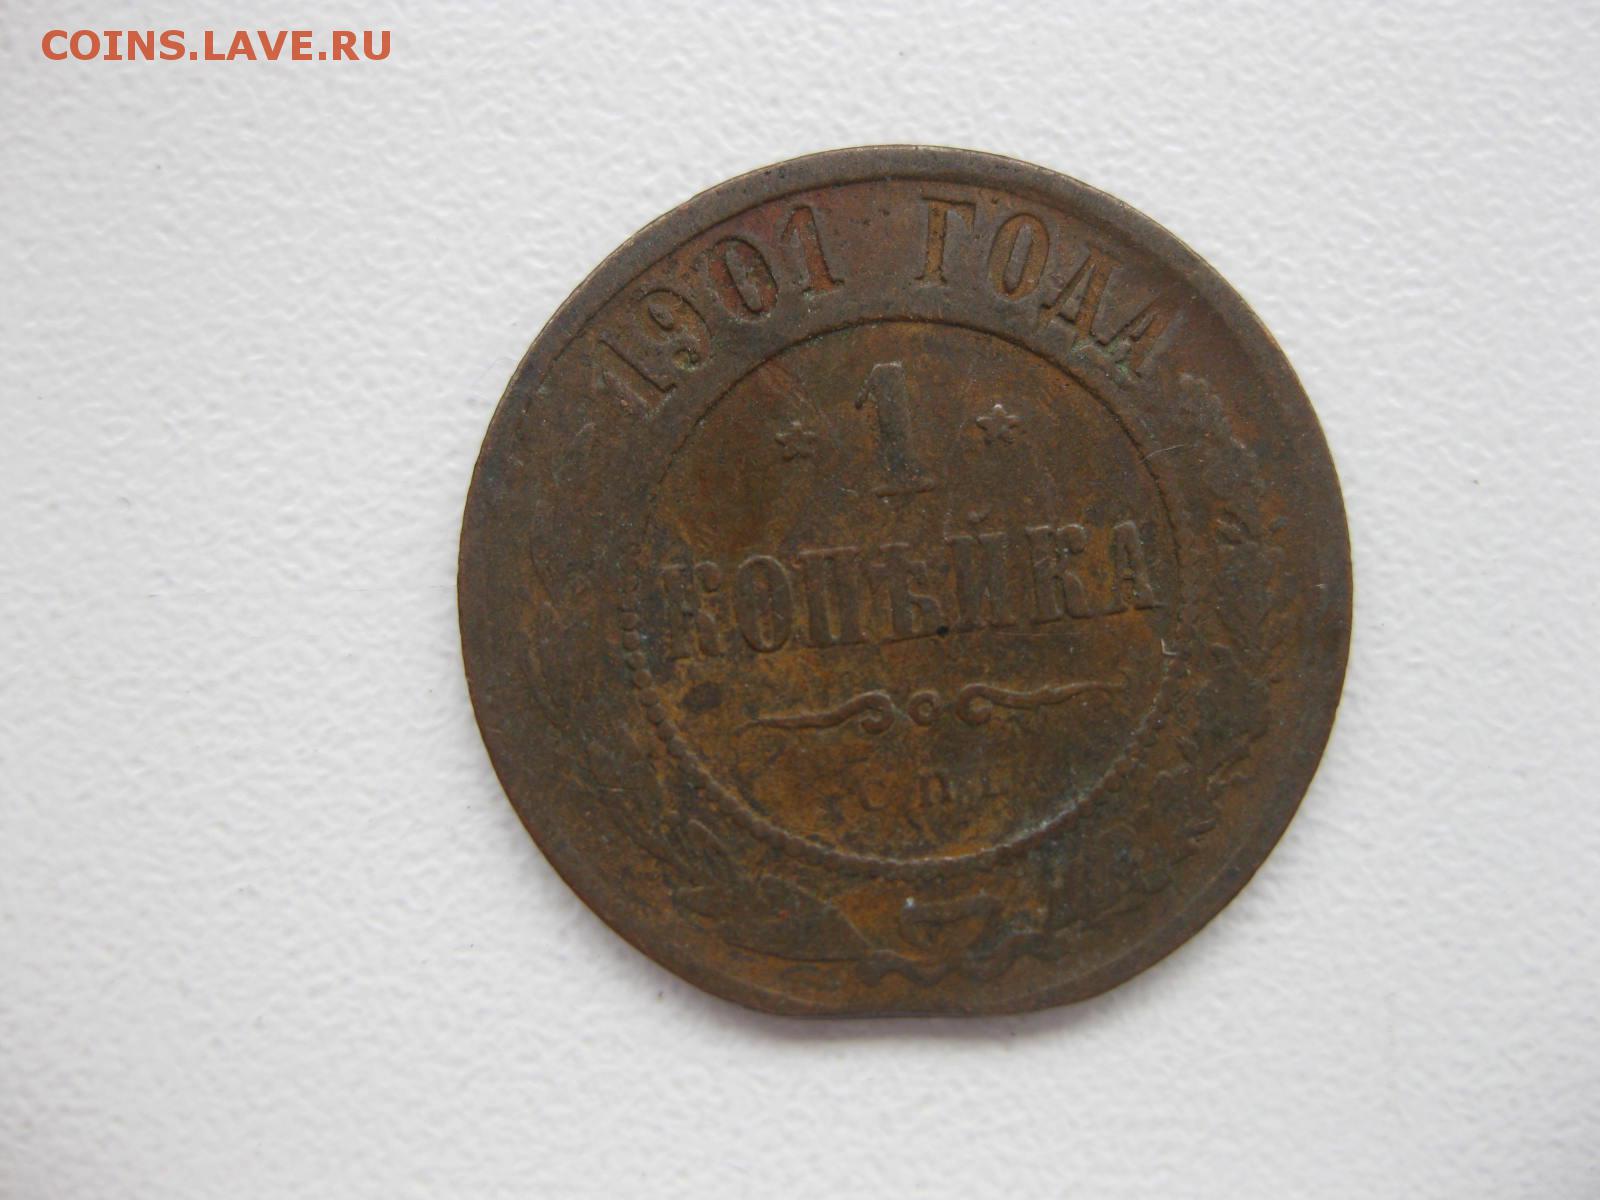 COINS.LAVE.RU
1901 ГОДА
* 1 *
КОПѢЙКА
С.П.Б.